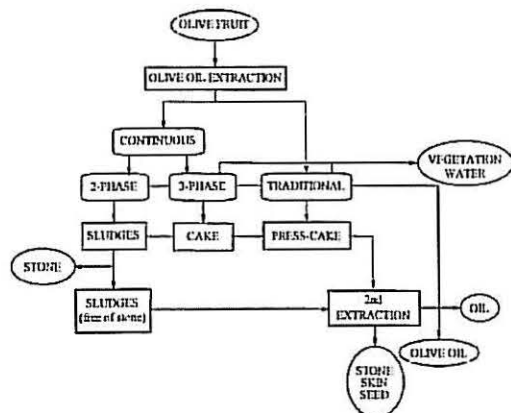 OLIVE FRUIT
OLIVE OIL EXTRACTION
CONTINUOUS
VEGETATION
WATER
2-PHASE
3-PHASE
TRADITIONAL
SLUDGES
CAKE
PRESS-CAKE
STONE
SLUDGES
(free of stone)
2nd
EXTRACTION
OIL
OLIVE OIL
STONE
SKIN
SEED